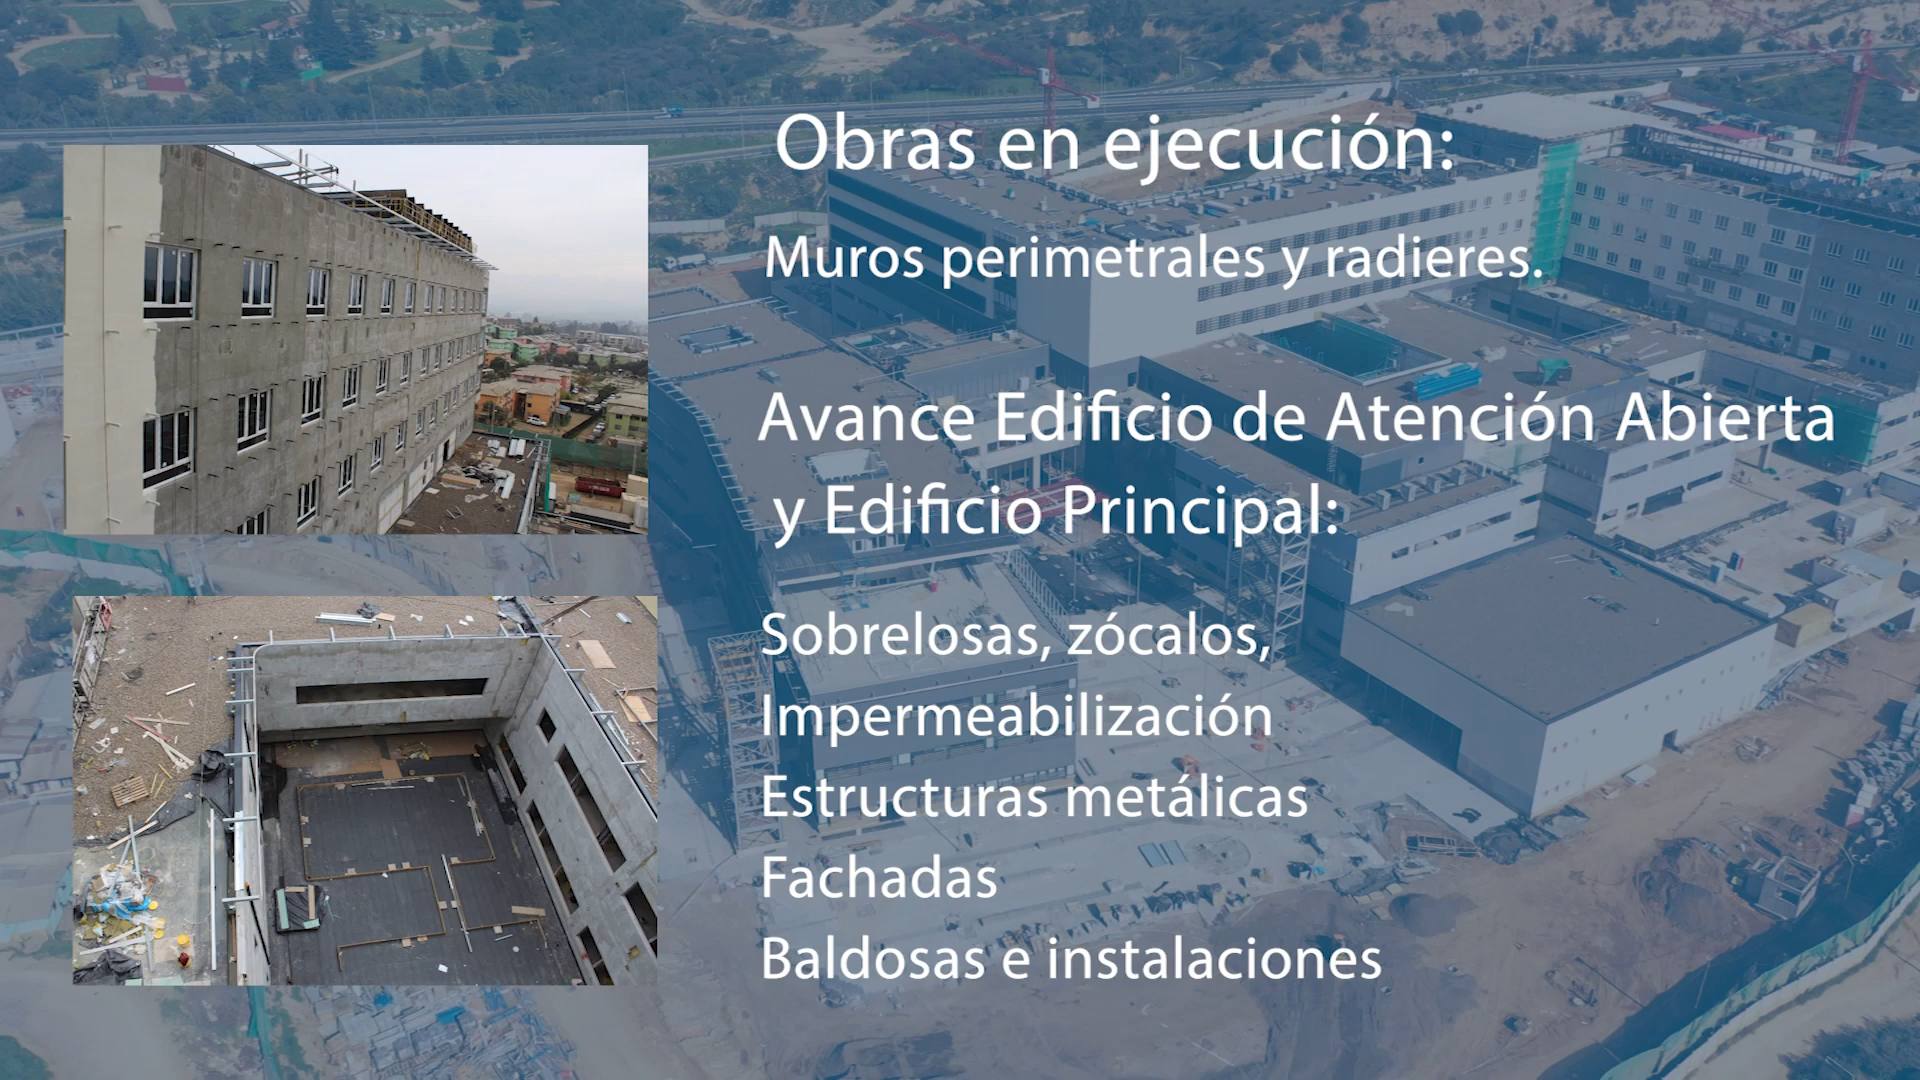 Obras en ejecución:
Muros perimetrales y radieres.
Avance Edificio de Atención Abierta
y Edificio Principal:
Sobrelosas, zócalos,
Impermeabilización
Estructuras metálicas
Fachadas
Baldosas e instalaciones